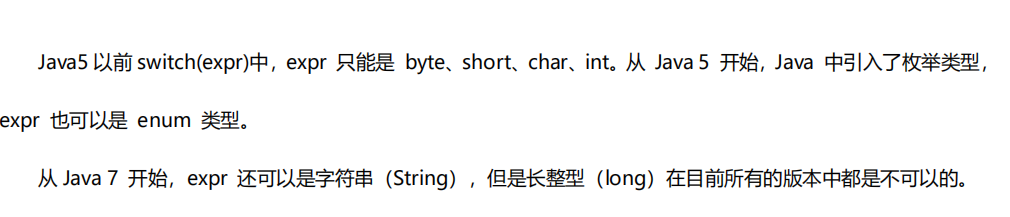 Java5 以前 switch(expr)中，expr 只能是 byte、short、char、int。从 Java 5 开始，Java 中引入了枚举类型，
expr 也可以是 enum 类型。
从 Java 7 开始，expr 还可以是字符串（String），但是长整型（long）在目前所有的版本中都是不可以的。